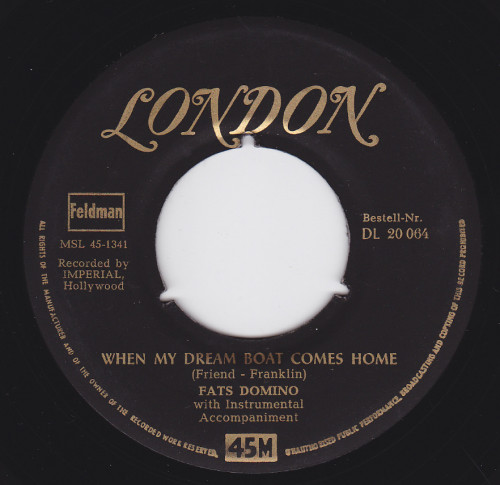 LONDON
Feldman
MSL 45-1341
Recorded by
IMPERIAL,
Hollywood
Bestell-Nr.
DL 20 064
WHEN MY DREAM BOAT COMES HOME
(Friend - Franklin)
FATS DOMINO
with Instrumental
Accompaniment
45M
ALL RIGHTS OF THE MANUFACTURER AND OF THE OWNER OF THE RECORDED WORK RESERVED, UNAUTHORISED PUBLIC PERFORMANCE, BROADCASTING AND COPYING OF THIS RECORD PROHIBITED